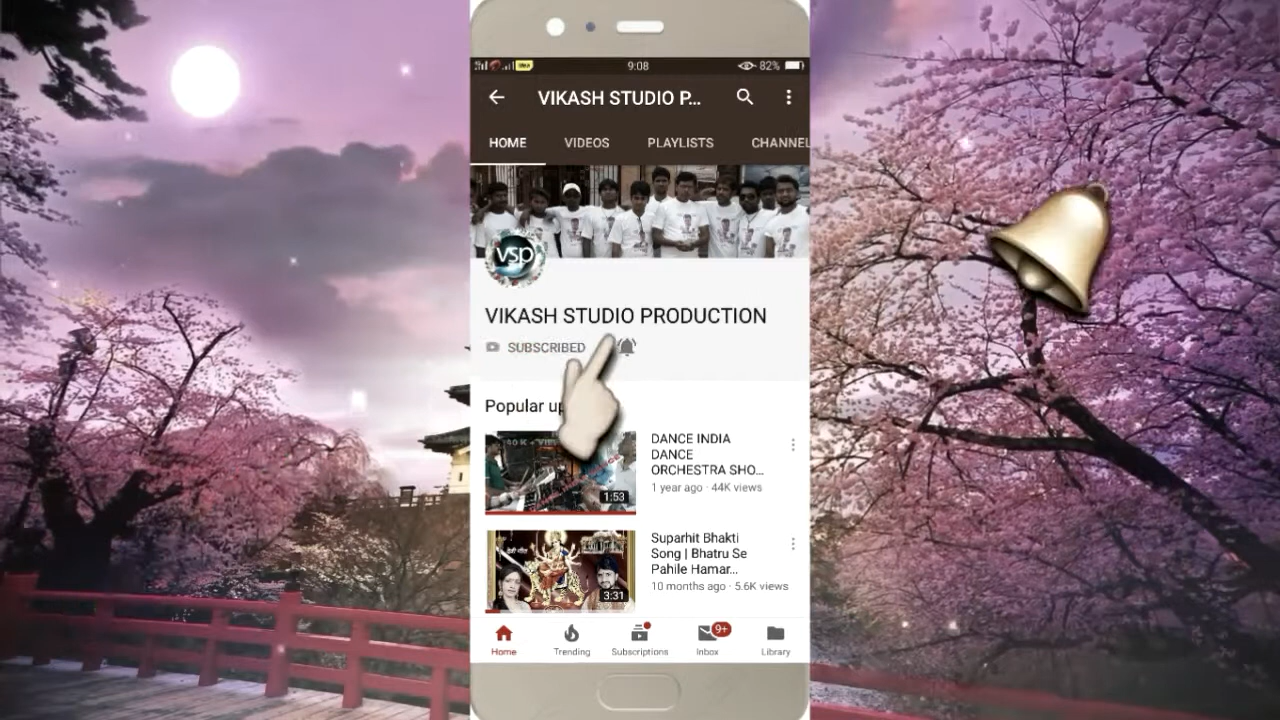 9:08
82%
VIKASH STUDIO P...
HOME
VIDEOS
PLAYLISTS
CHANNEL
vsp
VIKASH STUDIO PRODUCTION
SUBSCRIBED
Popular up
1:53
DANCE INDIA
DANCE
ORCHESTRA SHO...
1 year ago · 44K views
3:31
Suparhit Bhakti
Song | Bhatru Se
Pahile Hamar...
10 months ago · 5.6K views
Home
Trending
Subscriptions
9+
Inbox
Library